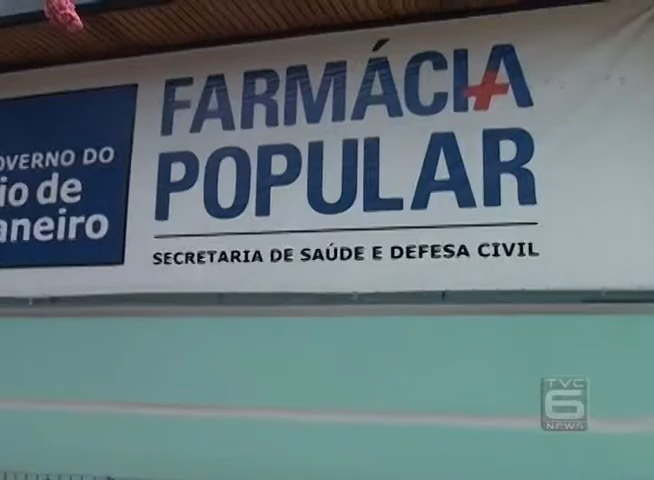 OVERNO DO
io de
aneiro
FARMÁCIA
POPULAR
SECRETARIA DE SAÚDE E DEFESA CIVIL
TVC
6
NEWS